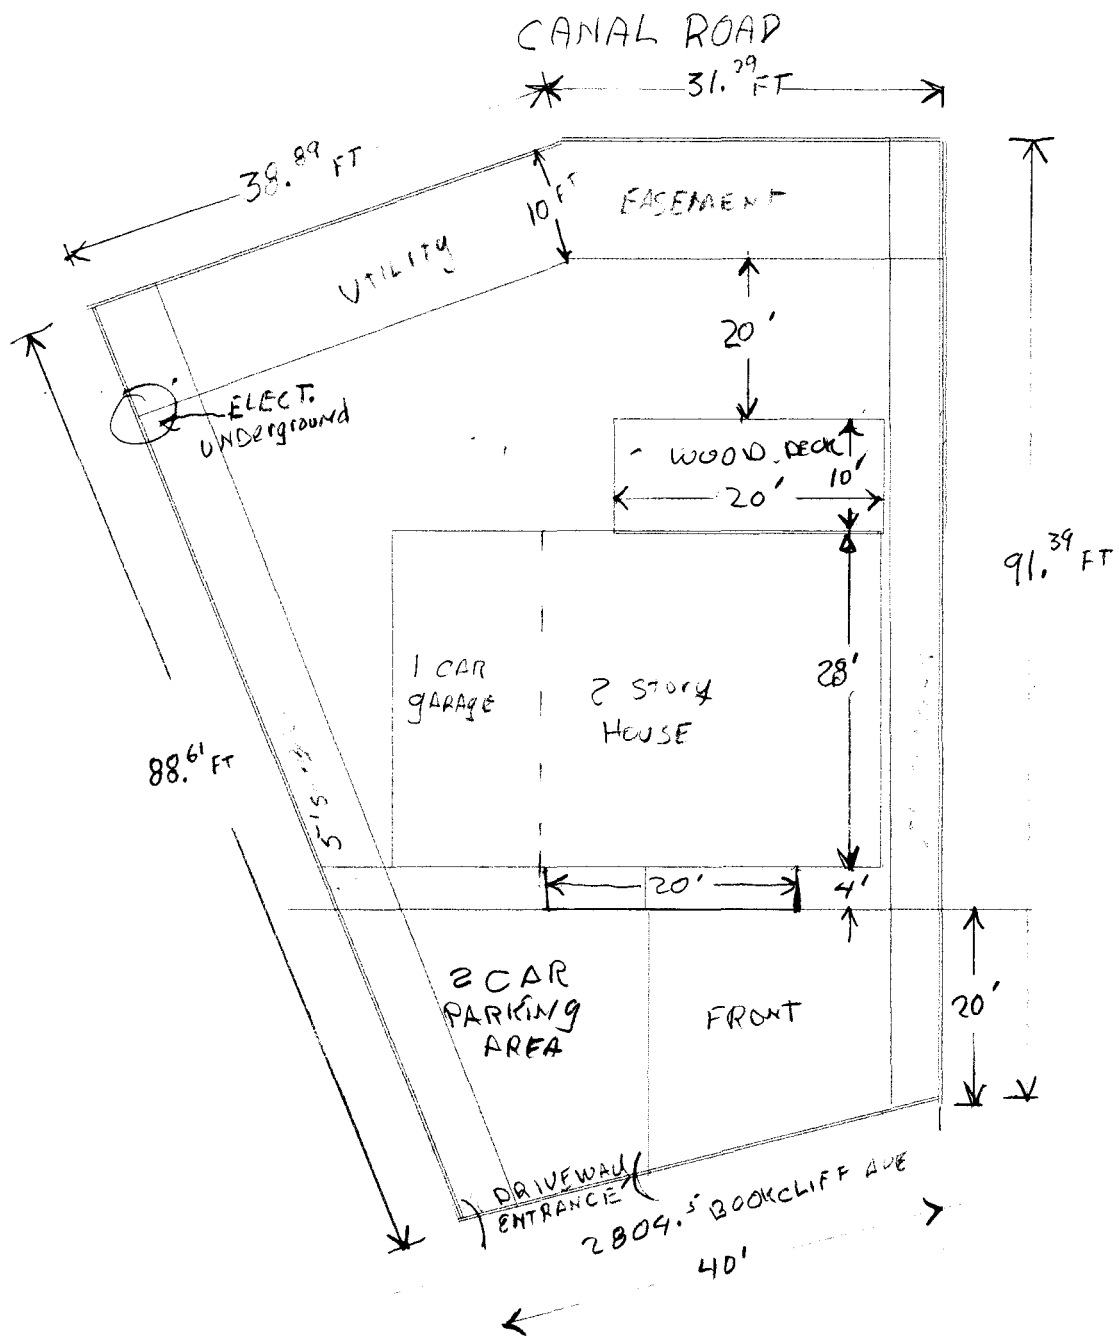 CANAL ROAD
31.39 FT
38.89 FT
10 FT
EASEMENT
UTILITY
20'
ELECT.
UNDERground
WOOD DECK
10'
20'
91.39 FT
1 CAR
gARAgE
2 STORY
HOUSE
28'
88.61 FT
5'
20'
4'
2 CAR
PARKINg
AREA
FRONT
20'
DRIVEWAY
ENTRANCE
2804.5 BOOKCLIFF AVE
40'